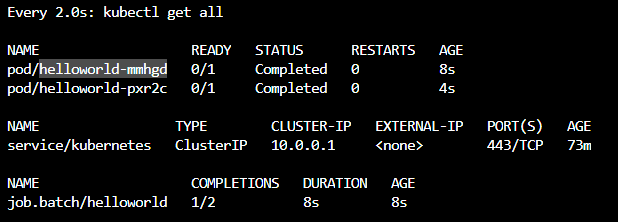 Every 2.0s: kubectl get all
NAME READY STATUS RESTARTS AGE
pod/helloworld-mmhgd 0/1 Completed 0 8s
pod/helloworld-pxr2c 0/1 Completed 0 4s
NAME TYPE CLUSTER-IP EXTERNAL-IP PORT(S) AGE
service/kubernetes ClusterIP 10.0.0.1 <none> 443/TCP 73m
NAME COMPLETIONS DURATION AGE
job.batch/helloworld 1/2 8s 8s